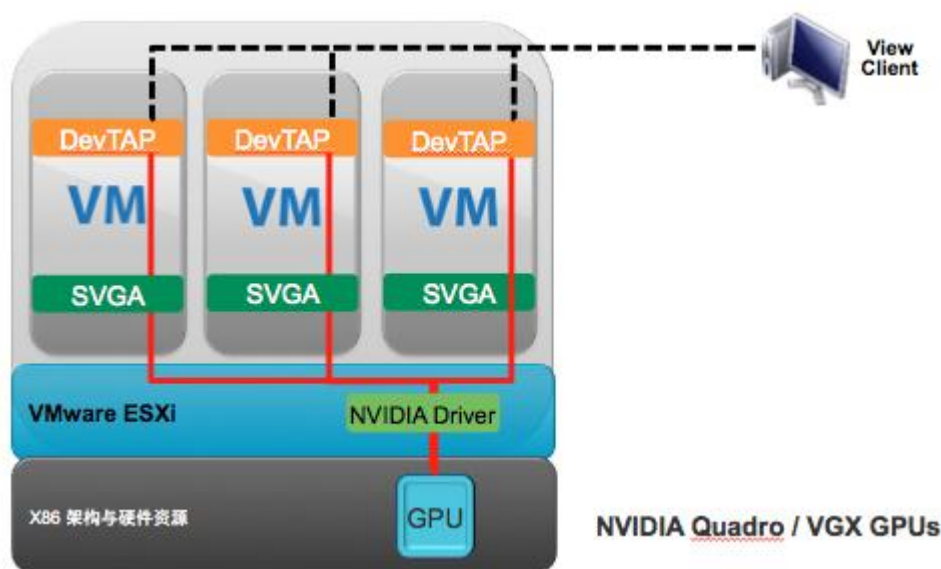 View
Client
DevTAP
DevTAP
DevTAP
VM
VM
VM
SVGA
SVGA
SVGA
VMware ESXi
NVIDIA Driver
X86 架构与硬件资源
GPU
NVIDIA Quadro / VGX GPUs